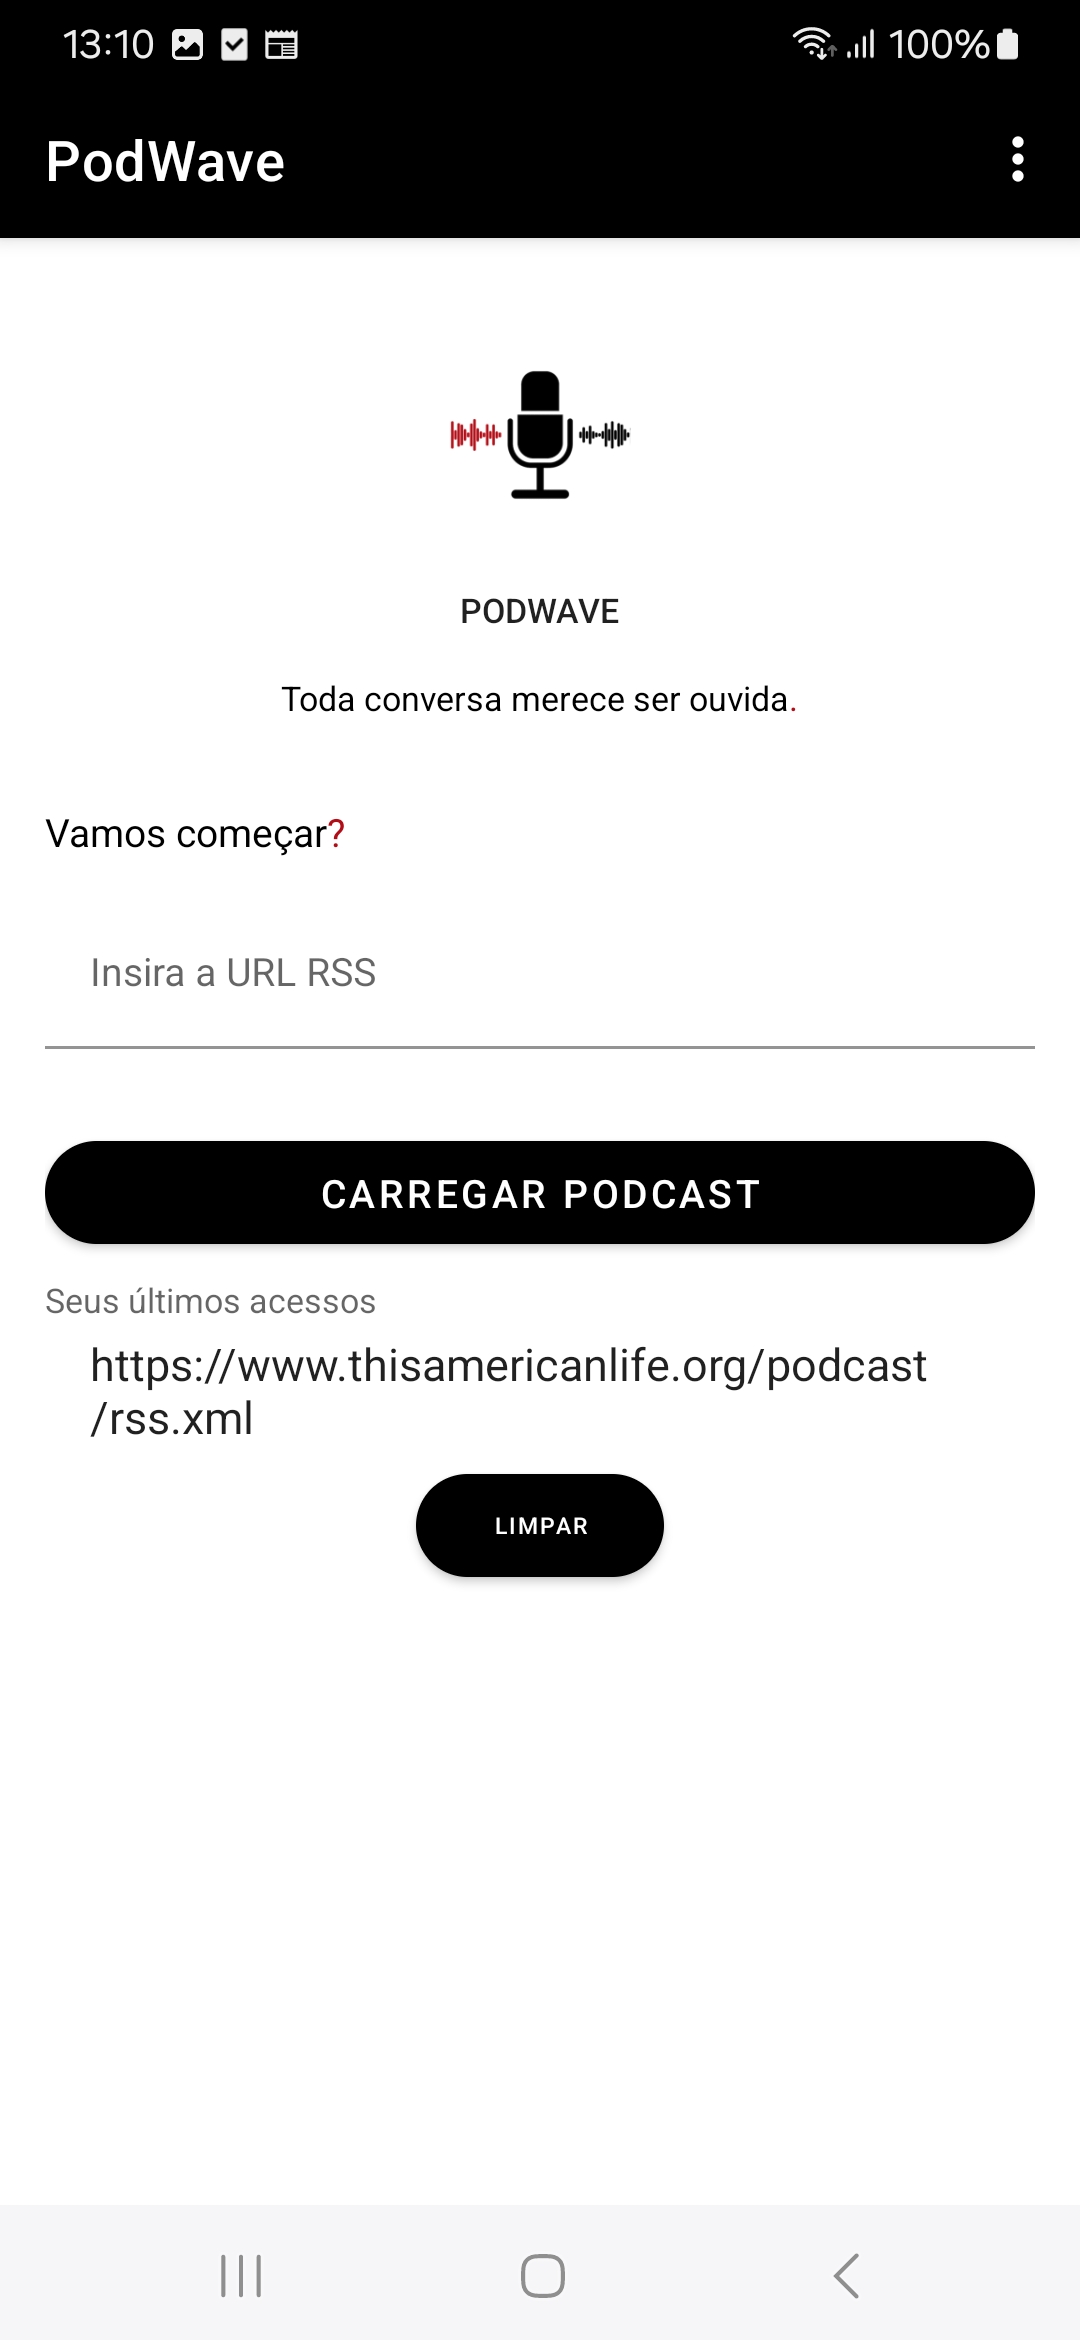 13:10
100%
PodWave
PODWAVE
Toda conversa merece ser ouvida.
Vamos começar?
Insira a URL RSS
CARREGAR PODCAST
Seus últimos acessos
https://www.thisamericanlife.org/podcast
/rss.xml
LIMPAR